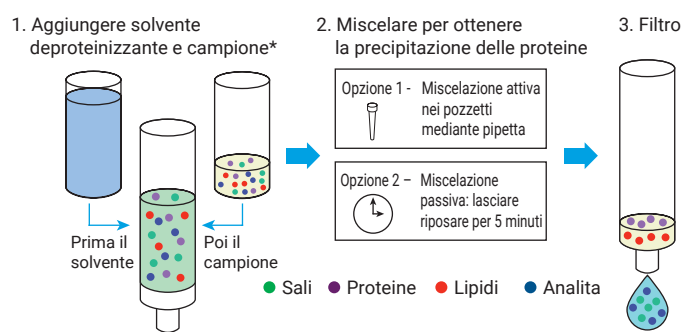 1. Aggiungere solvente
deproteinizzante e campione*
2. Miscelare per ottenere
la precipitazione delle proteine
3. Filtro
Opzione 1 - Miscelazione attiva
nei pozzetti
mediante pipetta
Opzione 2 – Miscelazione
passiva: lasciare
riposare per 5 minuti
Prima il
solvente
Poi il
campione
Sali Proteine Lipidi Analita